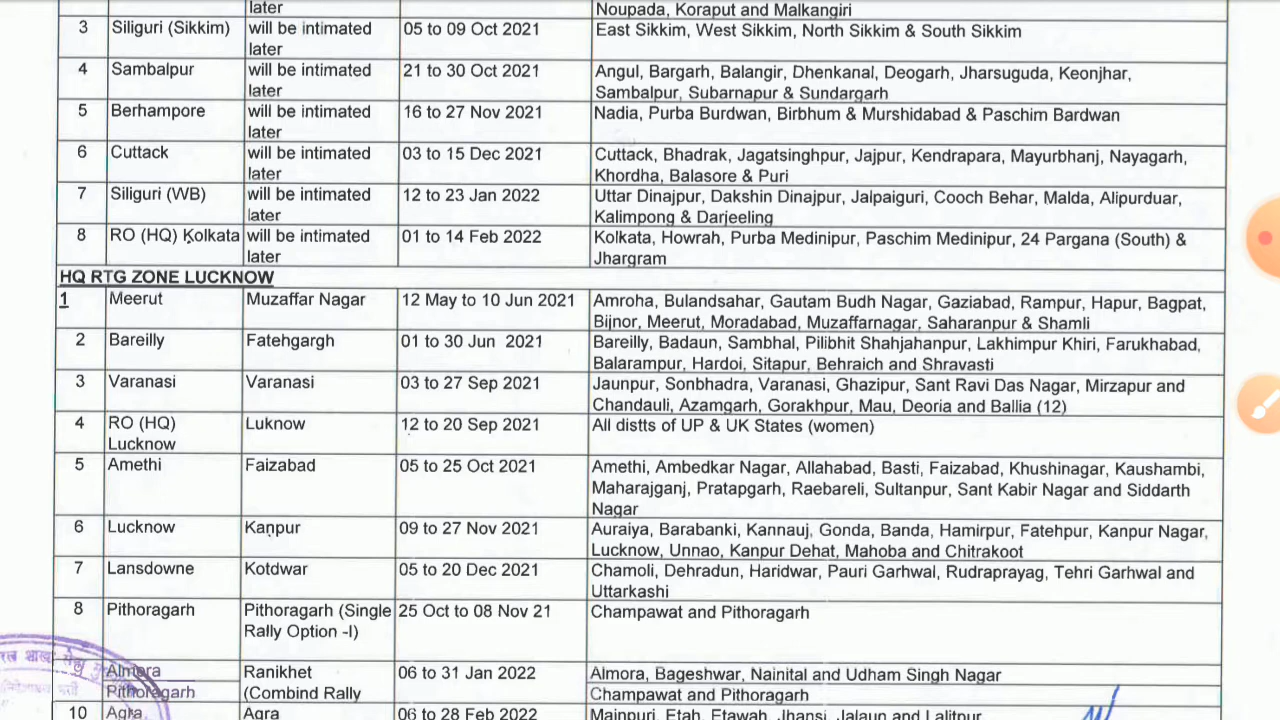 later Noupada, Koraput and Malkangiri
3 Siliguri (Sikkim) will be intimated 05 to 09 Oct 2021 East Sikkim, West Sikkim, North Sikkim & South Sikkim
later
4 Sambalpur will be intimated 21 to 30 Oct 2021 Angul, Bargarh, Balangir, Dhenkanal, Deogarh, Jharsuguda, Keonjhar,
later Sambalpur, Subarnapur & Sundargarh
5 Berhampore will be intimated 16 to 27 Nov 2021 Nadia, Purba Burdwan, Birbhum & Murshidabad & Paschim Bardwan
later
6 Cuttack will be intimated 03 to 15 Dec 2021 Cuttack, Bhadrak, Jagatsinghpur, Jajpur, Kendrapara, Mayurbhanj, Nayagarh,
later Khordha, Balasore & Puri
7 Siliguri (WB) will be intimated 12 to 23 Jan 2022 Uttar Dinajpur, Dakshin Dinajpur, Jalpaiguri, Cooch Behar, Malda, Alipurduar,
later Kalimpong & Darjeeling
8 RO (HQ) Kolkata will be intimated 01 to 14 Feb 2022 Kolkata, Howrah, Purba Medinipur, Paschim Medinipur, 24 Pargana (South) &
later Jhargram
HQ RTG ZONE LUCKNOW
1 Meerut Muzaffar Nagar 12 May to 10 Jun 2021 Amroha, Bulandsahar, Gautam Budh Nagar, Gaziabad, Rampur, Hapur, Bagpat,
Bijnor, Meerut, Moradabad, Muzaffarnagar, Saharanpur & Shamli
2 Bareilly Fatehgargh 01 to 30 Jun 2021 Bareilly, Badaun, Sambhal, Pilibhit Shahjahanpur, Lakhimpur Khiri, Farukhabad,
Balarampur, Hardoi, Sitapur, Behraich and Shravasti
3 Varanasi Varanasi 03 to 27 Sep 2021 Jaunpur, Sonbhadra, Varanasi, Ghazipur, Sant Ravi Das Nagar, Mirzapur and
Chandauli, Azamgarh, Gorakhpur, Mau, Deoria and Ballia (12)
4 RO (HQ) Luknow 12 to 20 Sep 2021 All distts of UP & UK States (women)
Lucknow
5 Amethi Faizabad 05 to 25 Oct 2021 Amethi, Ambedkar Nagar, Allahabad, Basti, Faizabad, Khushinagar, Kaushambi,
Maharajganj, Pratapgarh, Raebareli, Sultanpur, Sant Kabir Nagar and Siddarth
Nagar
6 Lucknow Kanpur 09 to 27 Nov 2021 Auraiya, Barabanki, Kannauj, Gonda, Banda, Hamirpur, Fatehpur, Kanpur Nagar,
Lucknow, Unnao, Kanpur Dehat, Mahoba and Chitrakoot
7 Lansdowne Kotdwar 05 to 20 Dec 2021 Chamoli, Dehradun, Haridwar, Pauri Garhwal, Rudraprayag, Tehri Garhwal and
Uttarkashi
8 Pithoragarh Pithoragarh (Single 25 Oct to 08 Nov 21 Champawat and Pithoragarh
Rally Option -I)
Almora Ranikhet 06 to 31 Jan 2022 Almora, Bageshwar, Nainital and Udham Singh Nagar
Pithoragarh (Combind Rally Champawat and Pithoragarh
10 Agra Agra 06 to 28 Feb 2022 Mainpuri, Etah, Etawah, Jhansi, Jalaun and Lalitpur